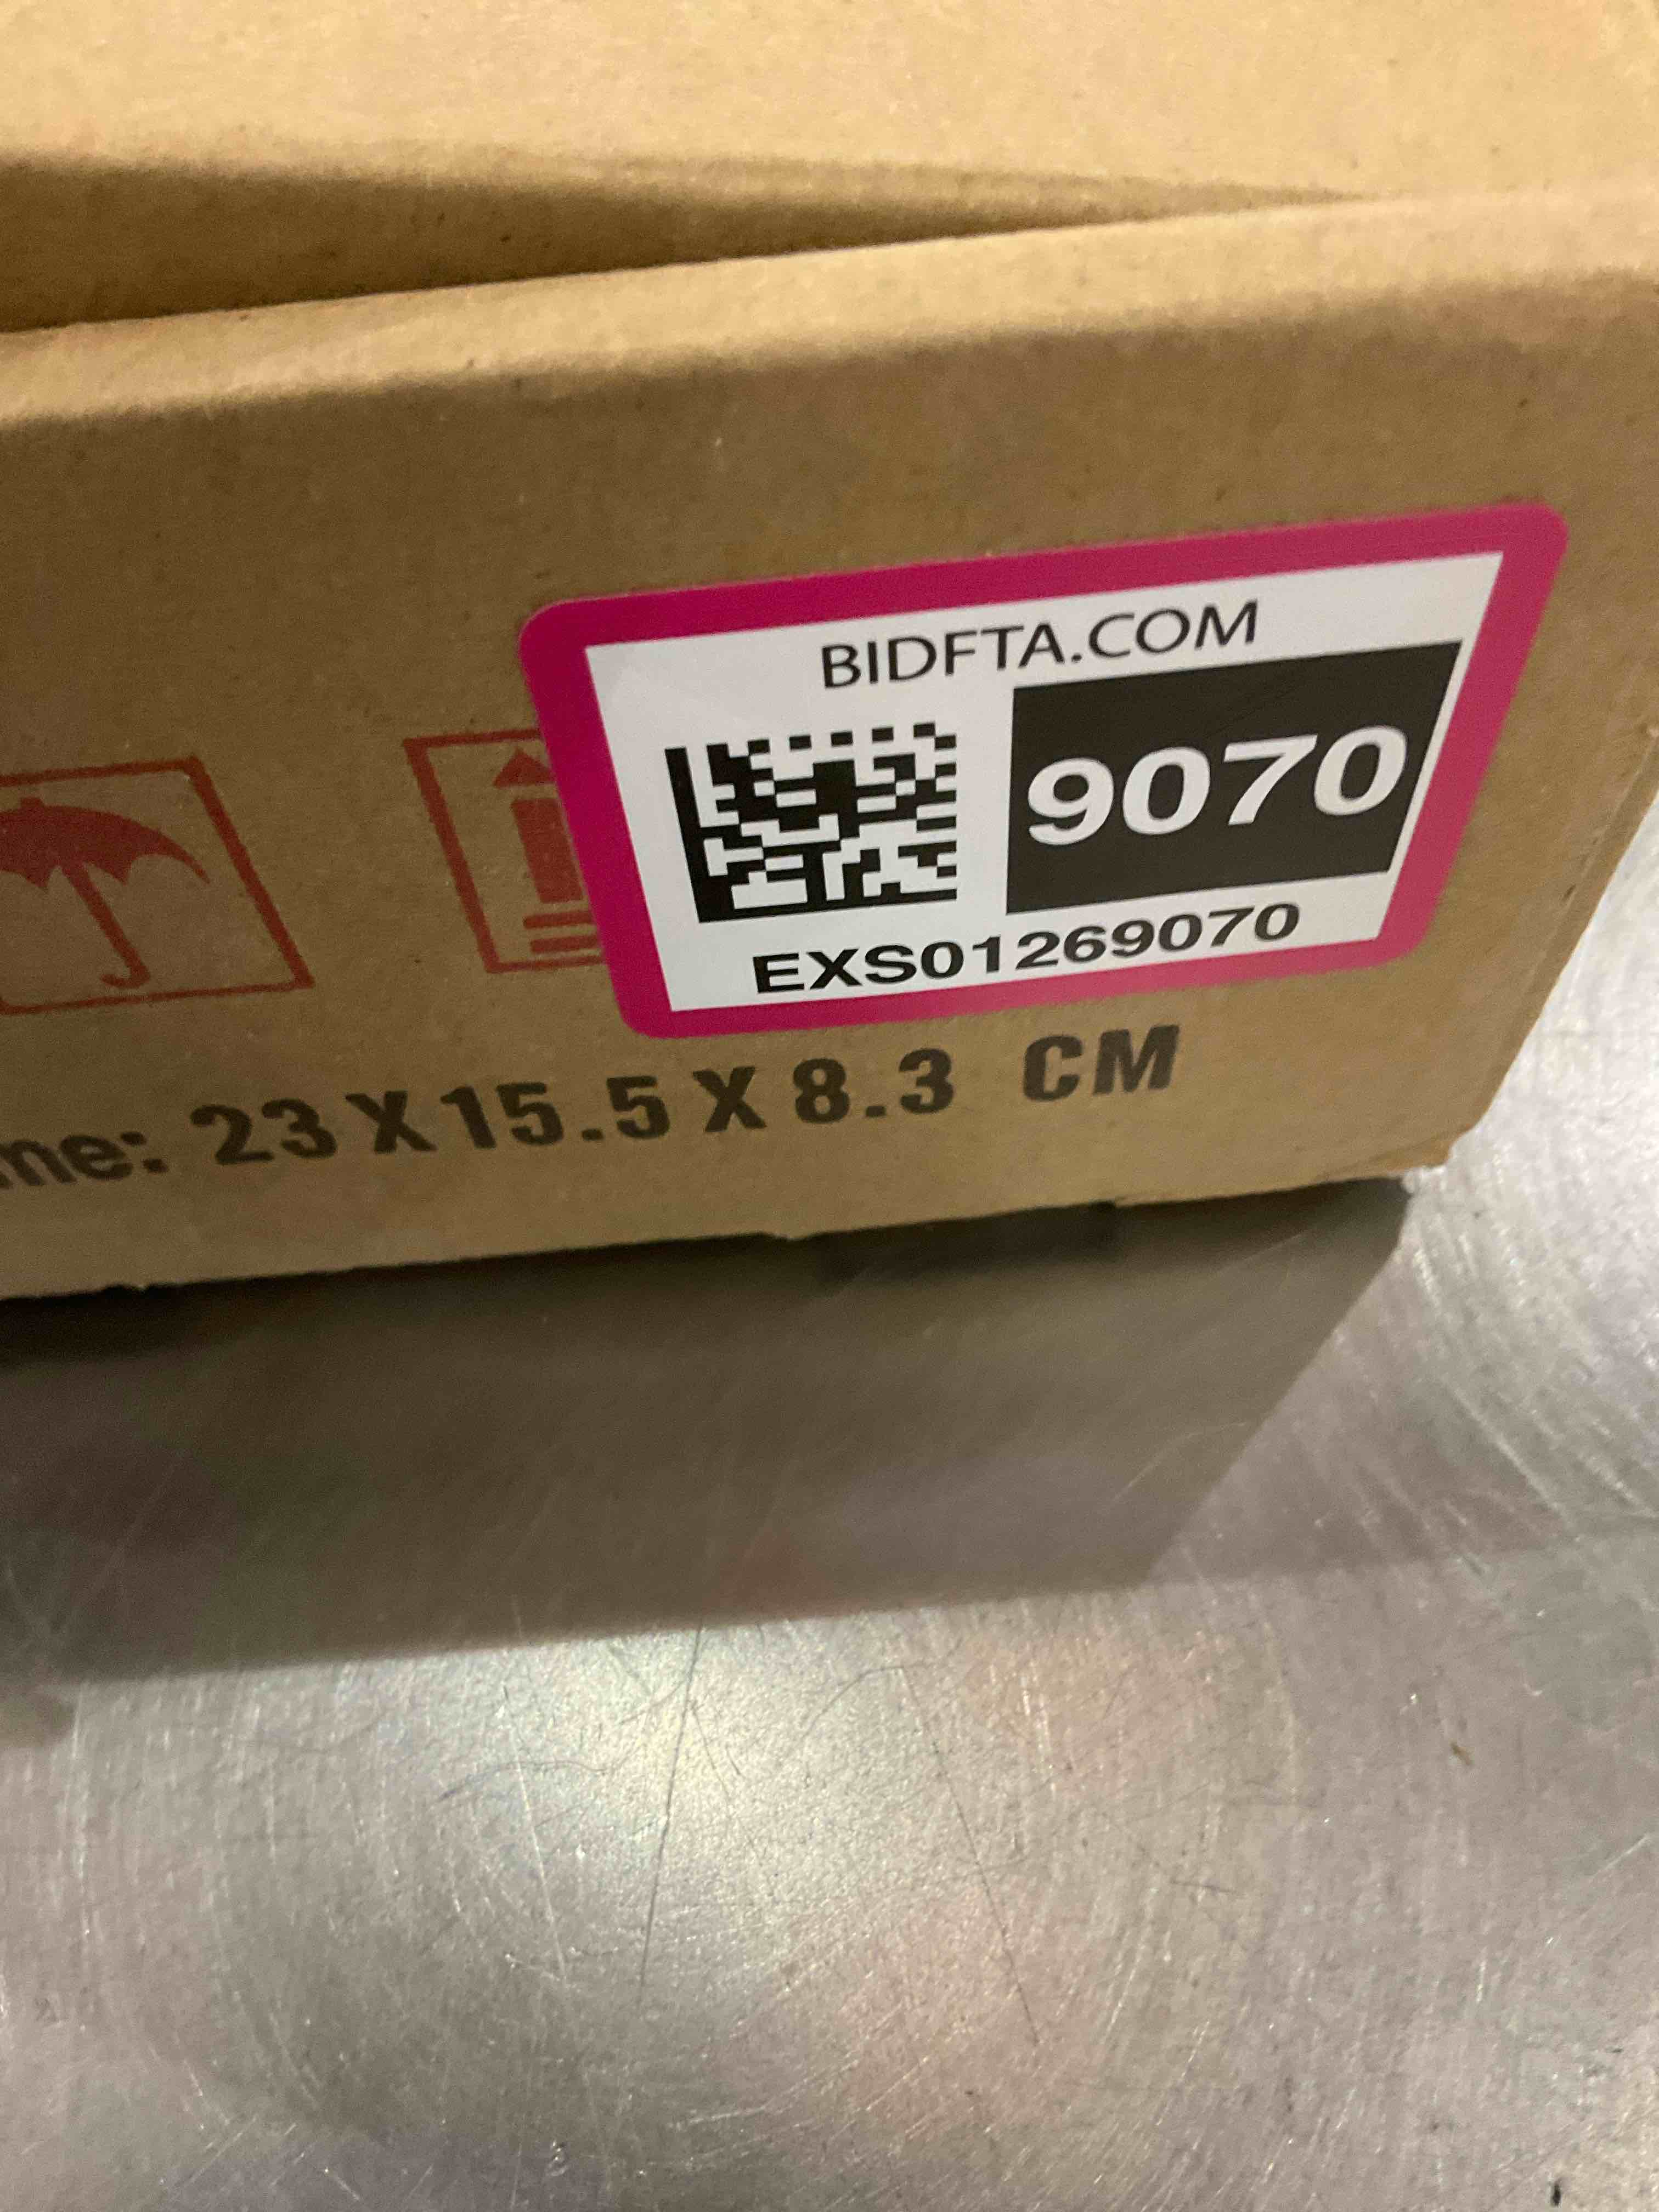 BIDFTA.COM
9070
EXS01269070
23 X 15.5 X 8.3 CM